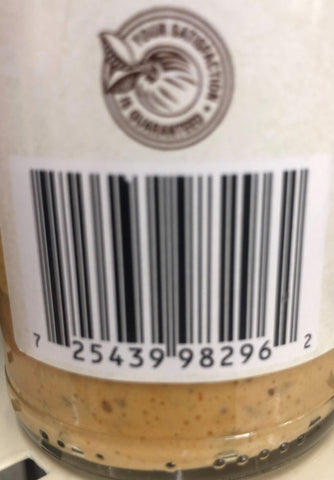 YOUR SATISFACTION
IS GUARANTEED
7 25439 98296 2